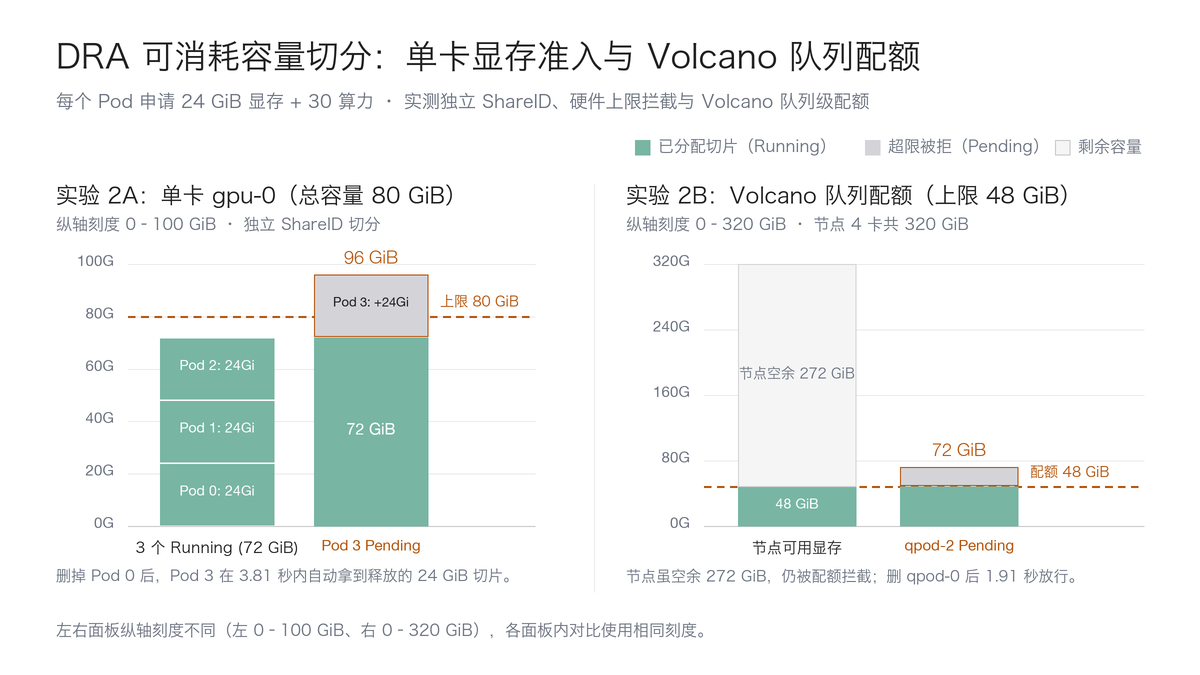 DRA 可消耗容量切分：单卡显存准入与 Volcano 队列配额
每个 Pod 申请 24 GiB 显存 + 30 算力 · 实测独立 ShareID、硬件上限拦截与 Volcano 队列级配额
已分配切片（Running）
超限被拒（Pending）
剩余容量
实验 2A：单卡 gpu-0（总容量 80 GiB）
纵轴刻度 0 - 100 GiB · 独立 ShareID 切分
100G
80G
60G
40G
20G
0G
96 GiB
Pod 3: +24Gi
上限 80 GiB
Pod 2: 24Gi
Pod 1: 24Gi
Pod 0: 24Gi
72 GiB
3 个 Running (72 GiB)
Pod 3 Pending
删掉 Pod 0 后，Pod 3 在 3.81 秒内自动拿到释放的 24 GiB 切片。
实验 2B：Volcano 队列配额（上限 48 GiB）
纵轴刻度 0 - 320 GiB · 节点 4 卡共 320 GiB
320G
240G
160G
80G
0G
节点空余 272 GiB
48 GiB
72 GiB
配额 48 GiB
节点可用显存
qpod-2 Pending
节点虽空余 272 GiB，仍被配额拦截；删 qpod-0 后 1.91 秒放行。
左右面板纵轴刻度不同（左 0 - 100 GiB、右 0 - 320 GiB），各面板内对比使用相同刻度。